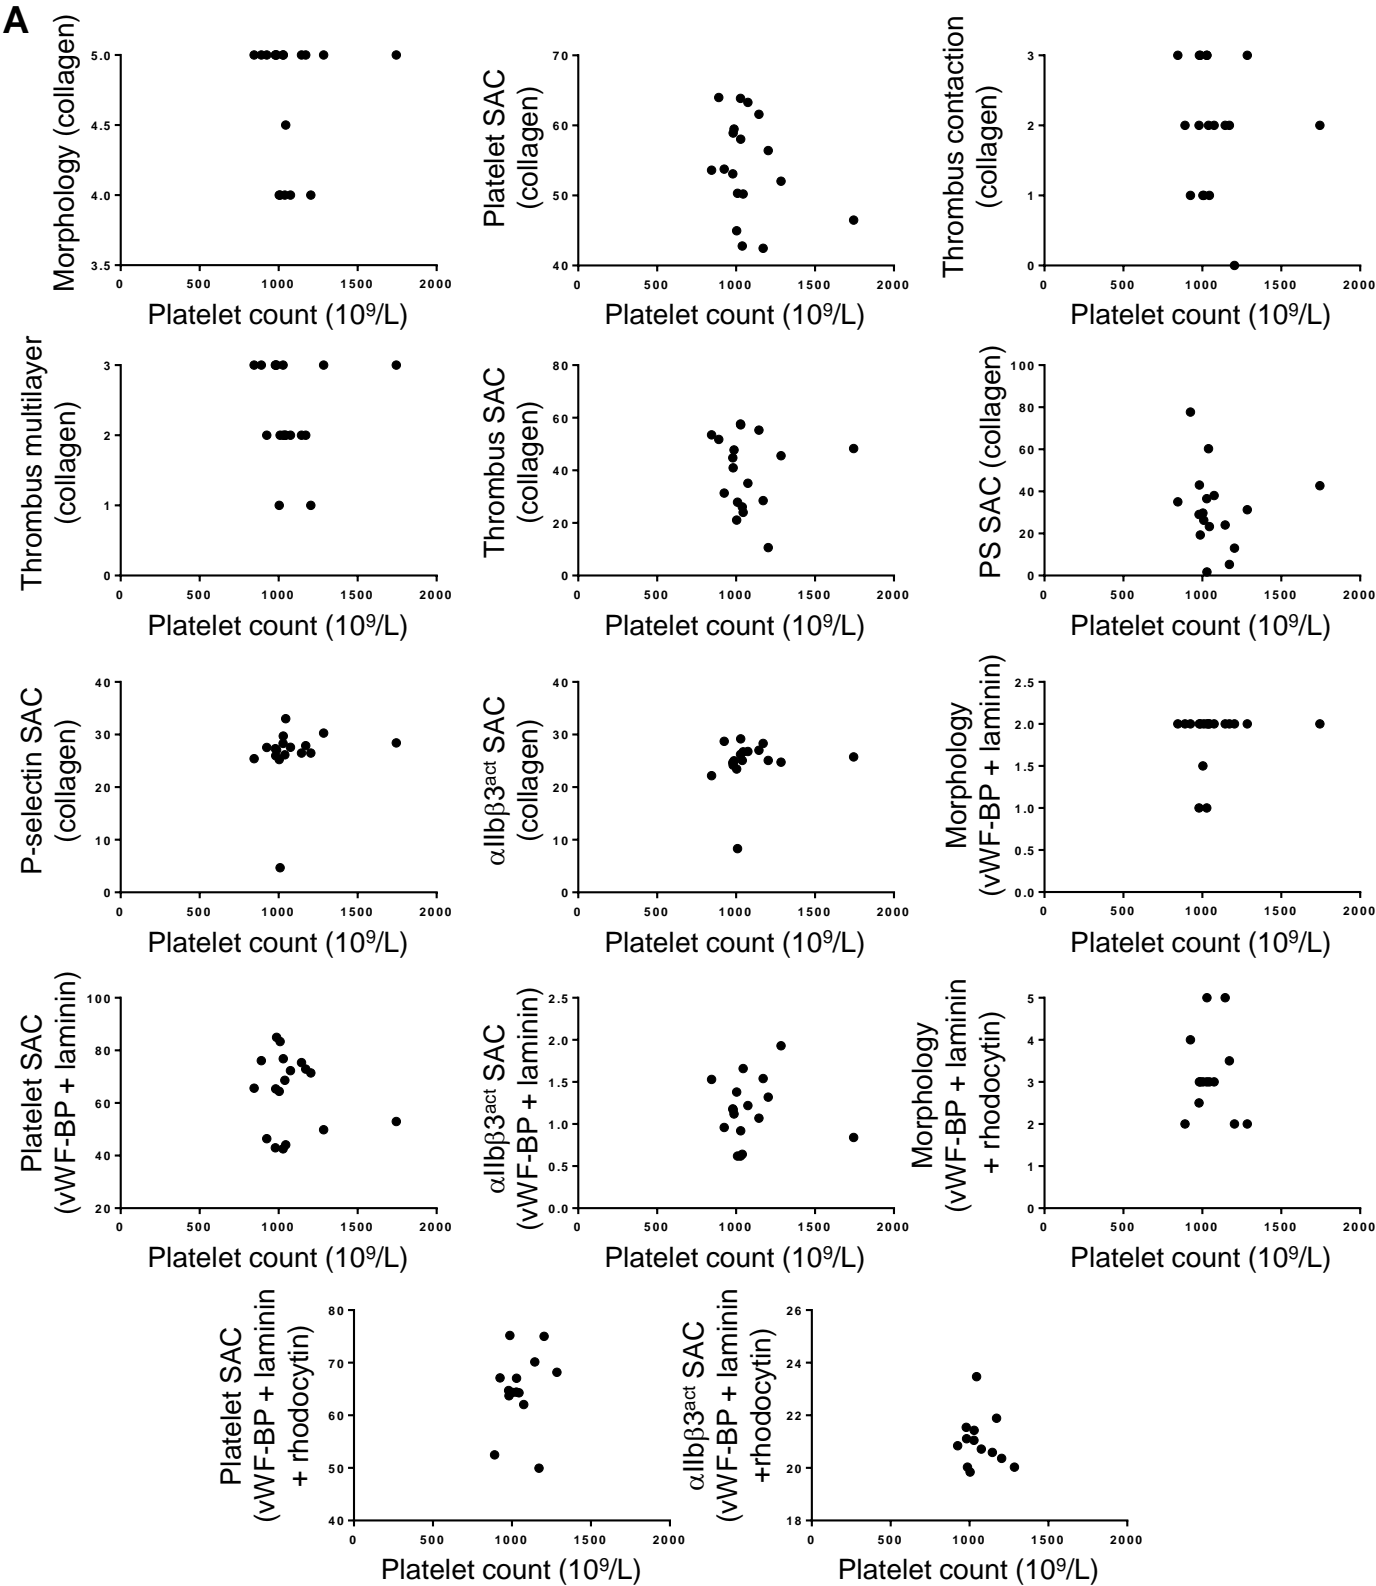 A
Morphology (collagen)
5.0
4.5
4.0
3.5
0 500 1000 1500 2000
Platelet count (10⁹/L)
Platelet SAC
(collagen)
70
60
50
40
0 500 1000 1500 2000
Platelet count (10⁹/L)
Thrombus contaction
(collagen)
3
2
1
0
0 500 1000 1500 2000
Platelet count (10⁹/L)
Thrombus multilayer
(collagen)
3
2
1
0
0 500 1000 1500 2000
Platelet count (10⁹/L)
Thrombus SAC
(collagen)
80
60
40
20
0
0 500 1000 1500 2000
Platelet count (10⁹/L)
PS SAC (collagen)
100
80
60
40
20
0
0 500 1000 1500 2000
Platelet count (10⁹/L)
P-selectin SAC
(collagen)
40
30
20
10
0
0 500 1000 1500 2000
Platelet count (10⁹/L)
αIIbβ3ᵃᶜᵗ SAC
(collagen)
40
30
20
10
0
0 500 1000 1500 2000
Platelet count (10⁹/L)
Morphology
(vWF-BP + laminin)
2.5
2.0
1.5
1.0
0.5
0.0
0 500 1000 1500 2000
Platelet count (10⁹/L)
Platelet SAC
(vWF-BP + laminin)
100
80
60
40
20
0 500 1000 1500 2000
Platelet count (10⁹/L)
αIIbβ3ᵃᶜᵗ SAC
(vWF-BP + laminin)
2.5
2.0
1.5
1.0
0.5
0.0
0 500 1000 1500 2000
Platelet count (10⁹/L)
Morphology
(vWF-BP + laminin
+ rhodocytin)
5
4
3
2
1
0
0 500 1000 1500 2000
Platelet count (10⁹/L)
Platelet SAC
(vWF-BP + laminin
+ rhodocytin)
80
70
60
50
40
0 500 1000 1500 2000
Platelet count (10⁹/L)
αIIbβ3ᵃᶜᵗ SAC
(vWF-BP + laminin
+rhodocytin)
26
24
22
20
18
0 500 1000 1500 2000
Platelet count (10⁹/L)